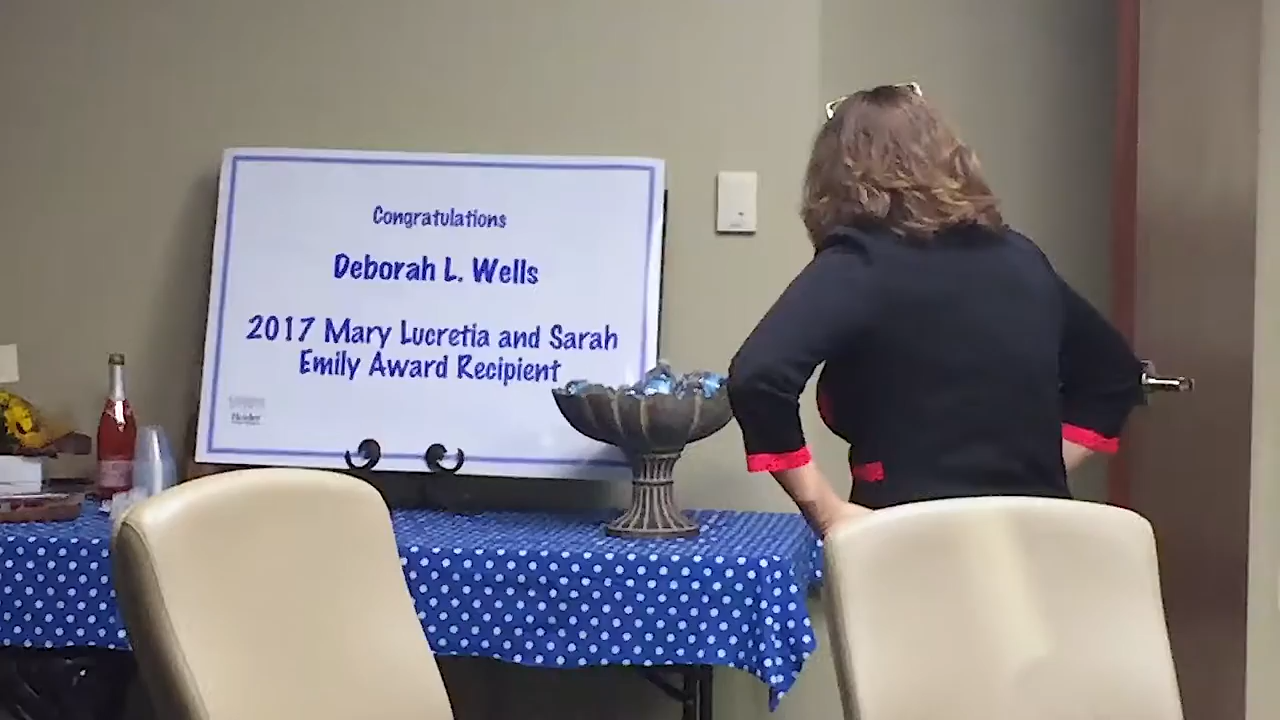 Congratulations
Deborah L. Wells
2017 Mary Lucretia and Sarah
Emily Award Recipient